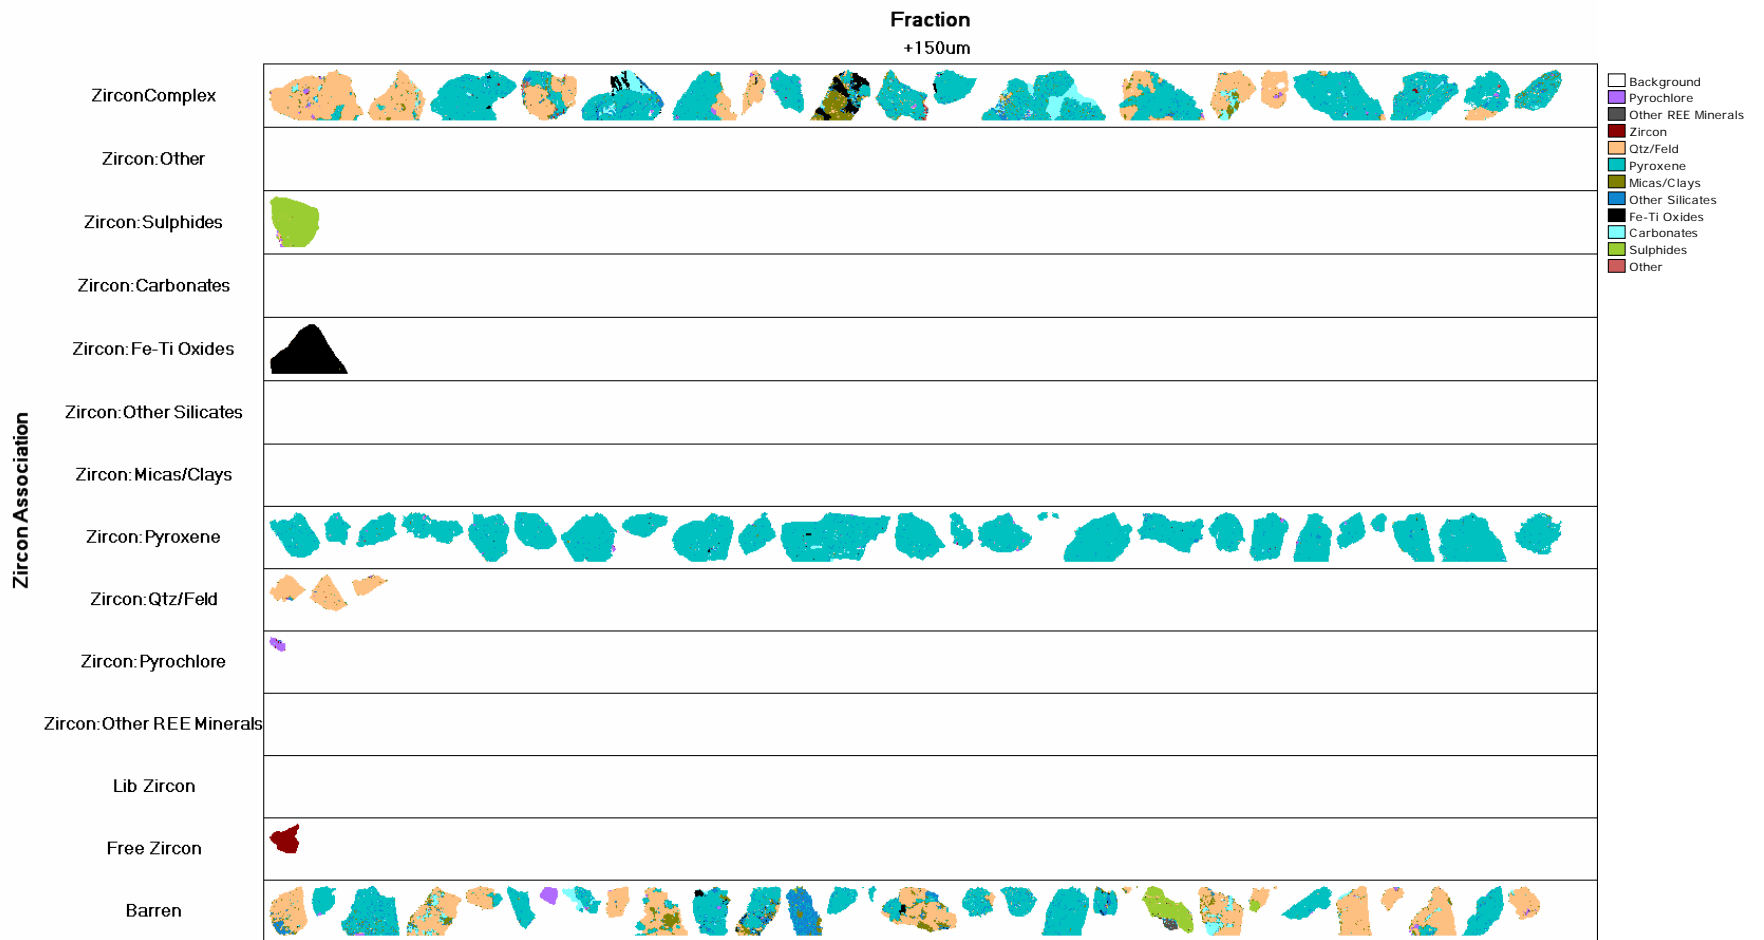 Fraction
+150um
Zircon Association
ZirconComplex
Zircon:Other
Zircon:Sulphides
Zircon:Carbonates
Zircon:Fe-Ti Oxides
Zircon:Other Silicates
Zircon:Micas/Clays
Zircon:Pyroxene
Zircon:Qtz/Feld
Zircon:Pyrochlore
Zircon:Other REE Minerals
Lib Zircon
Free Zircon
Barren
Background
Pyrochlore
Other REE Minerals
Zircon
Qtz/Feld
Pyroxene
Micas/Clays
Other Silicates
Fe-Ti Oxides
Carbonates
Sulphides
Other